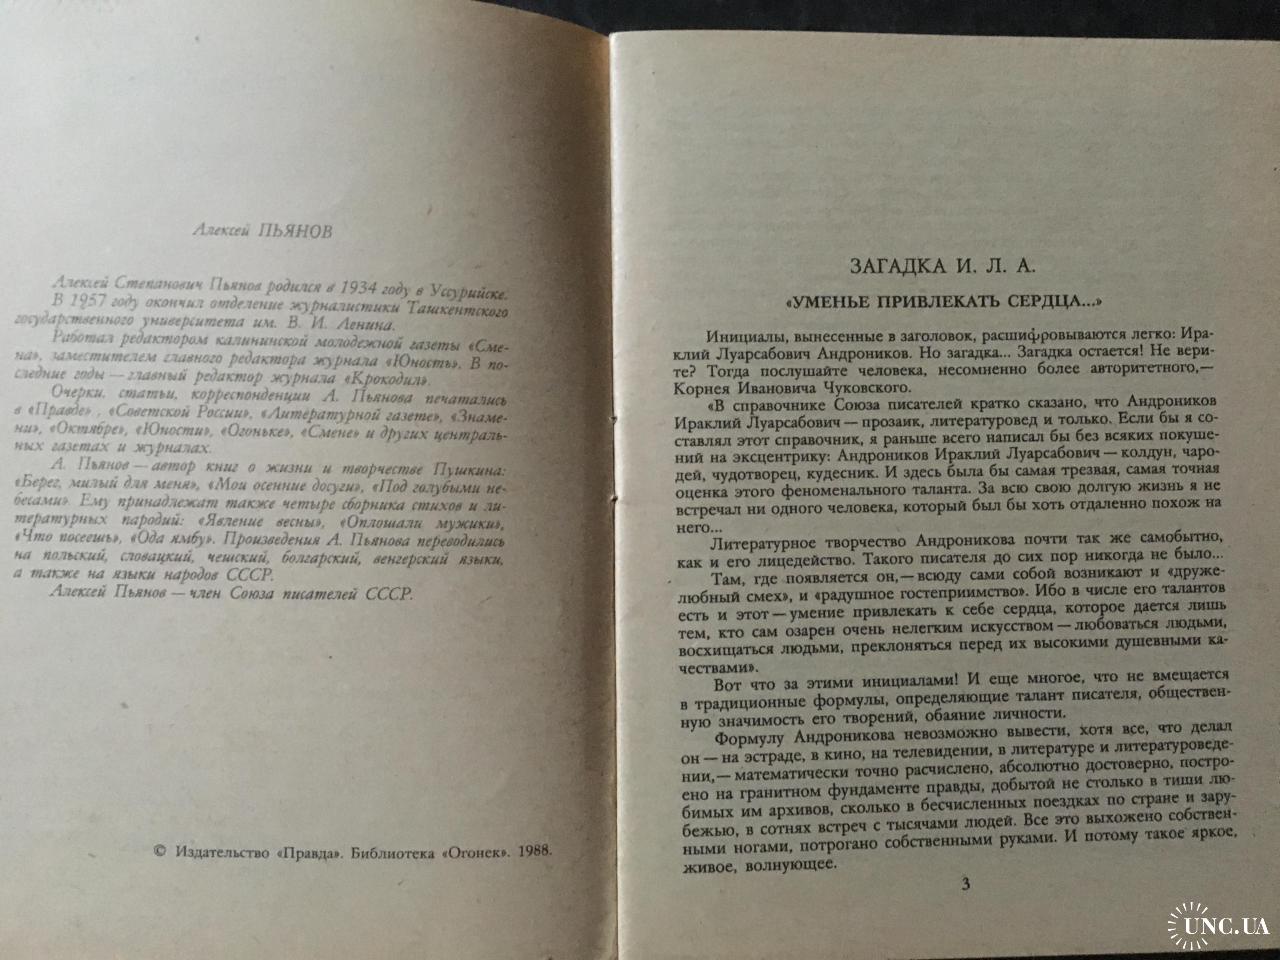 Алексей ПЬЯНОВ
Алексей Степанович Пьянов родился в 1934 году в Уссурийске.
В 1957 году окончил отделение журналистики Ташкентского
государственного университета им. В. И. Ленина.
Работал редактором калининской молодежной газеты «Сме-
на», заместителем главного редактора журнала «Юность». В по-
следние годы — главный редактор журнала «Крокодил».
Очерки, статьи, корреспонденции А. Пьянова печатались
в «Правде» , «Советской России», «Литературной газете», «Знаме-
ни», «Октябре», «Юности», «Огоньке», «Смене» и других централь-
ных газетах и журналах.
А. Пьянов — автор книг о жизни и творчестве Пушкина:
«Берег, милый для меня», «Мои осенние досуги», «Под голубыми не-
бесами». Ему принадлежат также четыре сборника стихов и ли-
тературных пародий: «Явление весны», «Оплошали мужики»,
«Что посеешь», «Ода ямбу». Произведения А. Пьянова переводились
на польский, словацкий, чешский, болгарский, венгерский языки,
а также на языки народов СССР.
Алексей Пьянов — член Союза писателей СССР.
© Издательство «Правда». Библиотека «Огонек». 1988.
ЗАГАДКА И. Л. А.
«УМЕНЬЕ ПРИВЛЕКАТЬ СЕРДЦА...»
Инициалы, вынесенные в заголовок, расшифровываются легко: Ира-
клий Луарсабович Андроников. Но загадка... Загадка остается! Не вери-
те? Тогда послушайте человека, несомненно более авторитетного,—
Корнея Ивановича Чуковского.
«В справочнике Союза писателей кратко сказано, что Андроников
Ираклий Луарсабович — прозаик, литературовед и только. Если бы я со-
ставлял этот справочник, я раньше всего написал бы без всяких покуше-
ний на эксцентрику: Андроников Ираклий Луарсабович — колдун, чаро-
дей, чудотворец, кудесник. И здесь была бы самая трезвая, самая точная
оценка этого феноменального таланта. За всю свою долгую жизнь я не
встречал ни одного человека, который был бы хоть отдаленно похож на
него...
Литературное творчество Андроникова почти так же самобытно,
как и его лицедейство. Такого писателя до сих пор никогда не было...
Там, где появляется он,— всюду сами собой возникают и «друже-
любный смех», и «радушное гостеприимство». Ибо в числе его талантов
есть и этот — умение привлекать к себе сердца, которое дается лишь
тем, кто сам озарен очень нелегким искусством — любоваться людьми,
восхищаться людьми, преклоняться перед их высокими душевными ка-
чествами».
Вот что за этими инициалами! И еще многое, что не вмещается
в традиционные формулы, определяющие талант писателя, обществен-
ную значимость его творений, обаяние личности.
Формулу Андроникова невозможно вывести, хотя все, что делал
он — на эстраде, в кино, на телевидении, в литературе и литературоведе-
нии,— математически точно расчислено, абсолютно достоверно, постро-
ено на гранитном фундаменте правды, добытой не столько в тиши лю-
бимых им архивов, сколько в бесчисленных поездках по стране и зару-
бежью, в сотнях встреч с тысячами людей. Все это выхожено собствен-
ными ногами, потрогано собственными руками. И потому такое яркое,
живое, волнующее.
3
UNC.UA